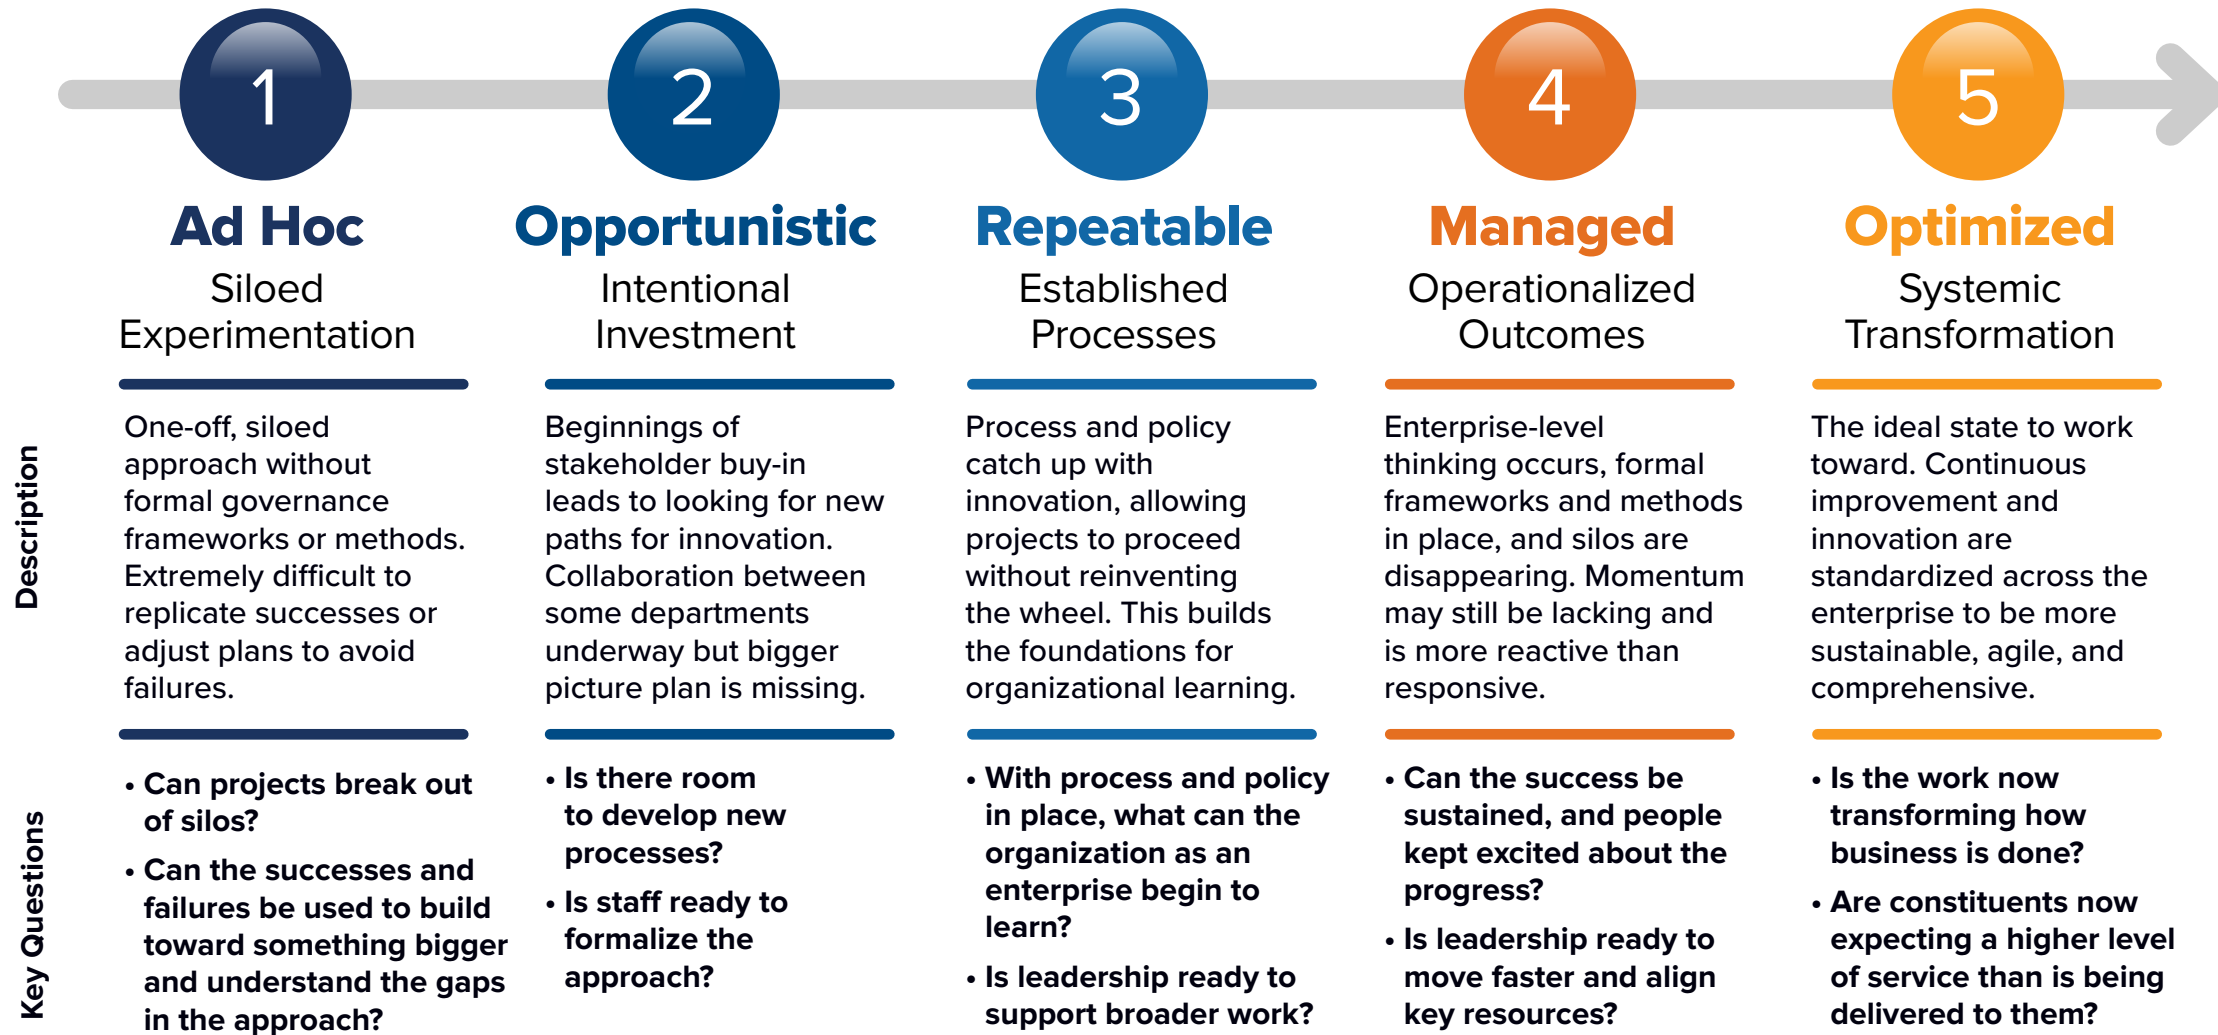 1
2
3
4
5
Ad Hoc
Siloed
Experimentation
Opportunistic
Intentional
Investment
Repeatable
Established
Processes
Managed
Operationalized
Outcomes
Optimized
Systemic
Transformation
Description
One-off, siloed
approach without
formal governance
frameworks or methods.
Extremely difficult to
replicate successes or
adjust plans to avoid
failures.
Beginnings of
stakeholder buy-in
leads to looking for new
paths for innovation.
Collaboration between
some departments
underway but bigger
picture plan is missing.
Process and policy
catch up with
innovation, allowing
projects to proceed
without reinventing
the wheel. This builds
the foundations for
organizational learning.
Enterprise-level
thinking occurs, formal
frameworks and methods
in place, and silos are
disappearing. Momentum
may still be lacking and
is more reactive than
responsive.
The ideal state to work
toward. Continuous
improvement and
innovation are
standardized across the
enterprise to be more
sustainable, agile, and
comprehensive.
Key Questions
• Can projects break out
of silos?
• Can the successes and
failures be used to build
toward something bigger
and understand the gaps
in the approach?
• Is there room
to develop new
processes?
• Is staff ready to
formalize the
approach?
• With process and policy
in place, what can the
organization as an
enterprise begin to
learn?
• Is leadership ready to
support broader work?
• Can the success be
sustained, and people
kept excited about the
progress?
• Is leadership ready to
move faster and align
key resources?
• Is the work now
transforming how
business is done?
• Are constituents now
expecting a higher level
of service than is being
delivered to them?